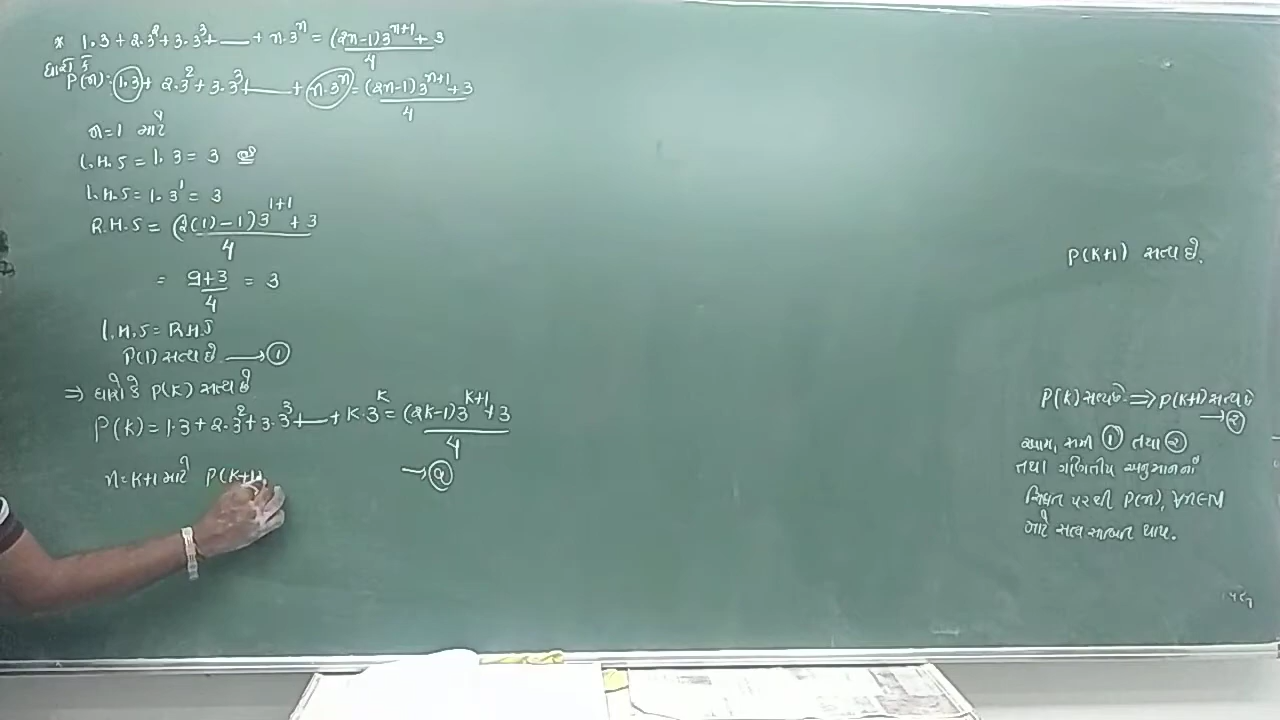 * 1.3 + 2.3² + 3.3³ + —— + n.3ⁿ = (2n-1)3ⁿ⁺¹ + 3 / 4
ધારો કે
P(n) : 1.3 + 2.3² + 3.3³ + —— + n.3ⁿ = (2n-1)3ⁿ⁺¹ + 3 / 4
n=1 માટે
L.H.S = 1.3 = 3
L.H.S = 1.3¹ = 3
R.H.S = (2(1)-1)3¹⁺¹ + 3 / 4
= 9+3 / 4 = 3
L.H.S = R.H.S
P(1) સત્ય છે → ①
⇒ ધારો કે P(K) સત્ય છે
P(K) = 1.3 + 2.3² + 3.3³ + —— + K.3ᴷ = (2K-1)3ᴷ⁺¹ + 3 / 4
n=K+1 માટે P(K+1)
P(K+1) સત્ય છે.
P(K) સત્ય છે ⇒ P(K+1) સત્ય છે
→ ②
આમ, ① તથા ②
તથા ગણિતીય અનુમાનના
પરથી P(n), ∀n∈N
માટે સત્ય સાબિત થાય.